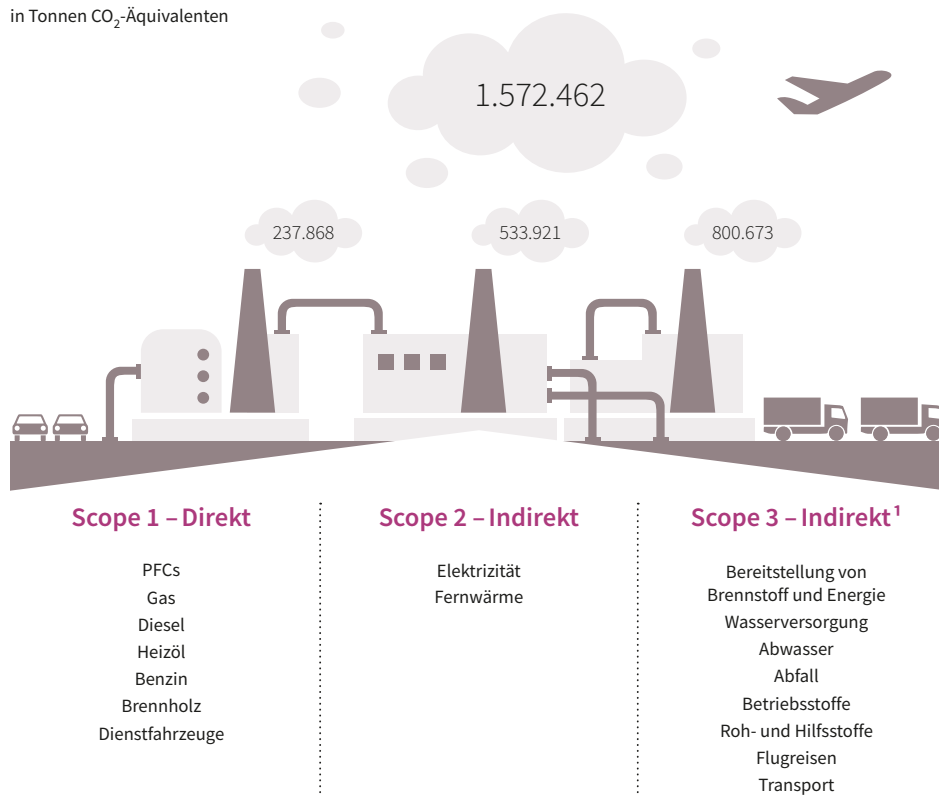 in Tonnen CO₂-Äquivalenten
1.572.462
237.868
533.921
800.673
Scope 1 – Direkt
PFCs
Gas
Diesel
Heizöl
Benzin
Brennholz
Dienstfahrzeuge
Scope 2 – Indirekt
Elektrizität
Fernwärme
Scope 3 – Indirekt¹
Bereitstellung von
Brennstoff und Energie
Wasserversorgung
Abwasser
Abfall
Betriebsstoffe
Roh- und Hilfsstoffe
Flugreisen
Transport